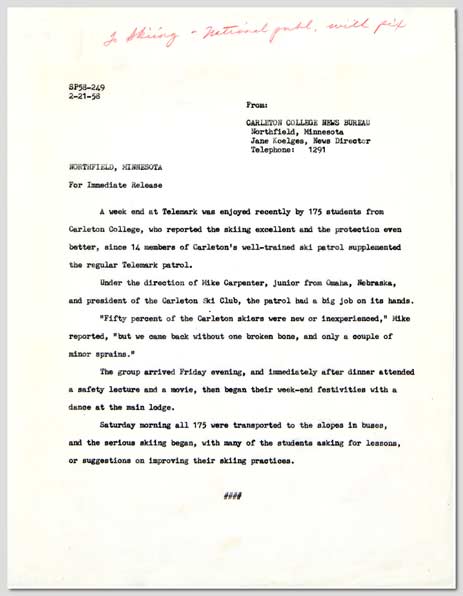 To Skiing - National publ. with pix
SP58-249
2-21-58
From:
CARLETON COLLEGE NEWS BUREAU
Northfield, Minnesota
Jane Koelges, News Director
Telephone: 1291
NORTHFIELD, MINNESOTA
For Immediate Release
A week end at Telemark was enjoyed recently by 175 students from
Carleton College, who reported the skiing excellent and the protection even
better, since 14 members of Carleton's well-trained ski patrol supplemented
the regular Telemark patrol.
Under the direction of Mike Carpenter, junior from Omaha, Nebraska,
and president of the Carleton Ski Club, the patrol had a big job on its hands.
"Fifty percent of the Carleton skiers were new or inexperienced," Mike
reported, "but we came back without one broken bone, and only a couple of
minor sprains."
The group arrived Friday evening, and immediately after dinner attended
a safety lecture and a movie, then began their week-end festivities with a
dance at the main lodge.
Saturday morning all 175 were transported to the slopes in buses,
and the serious skiing began, with many of the students asking for lessons,
or suggestions on improving their skiing practices.
####